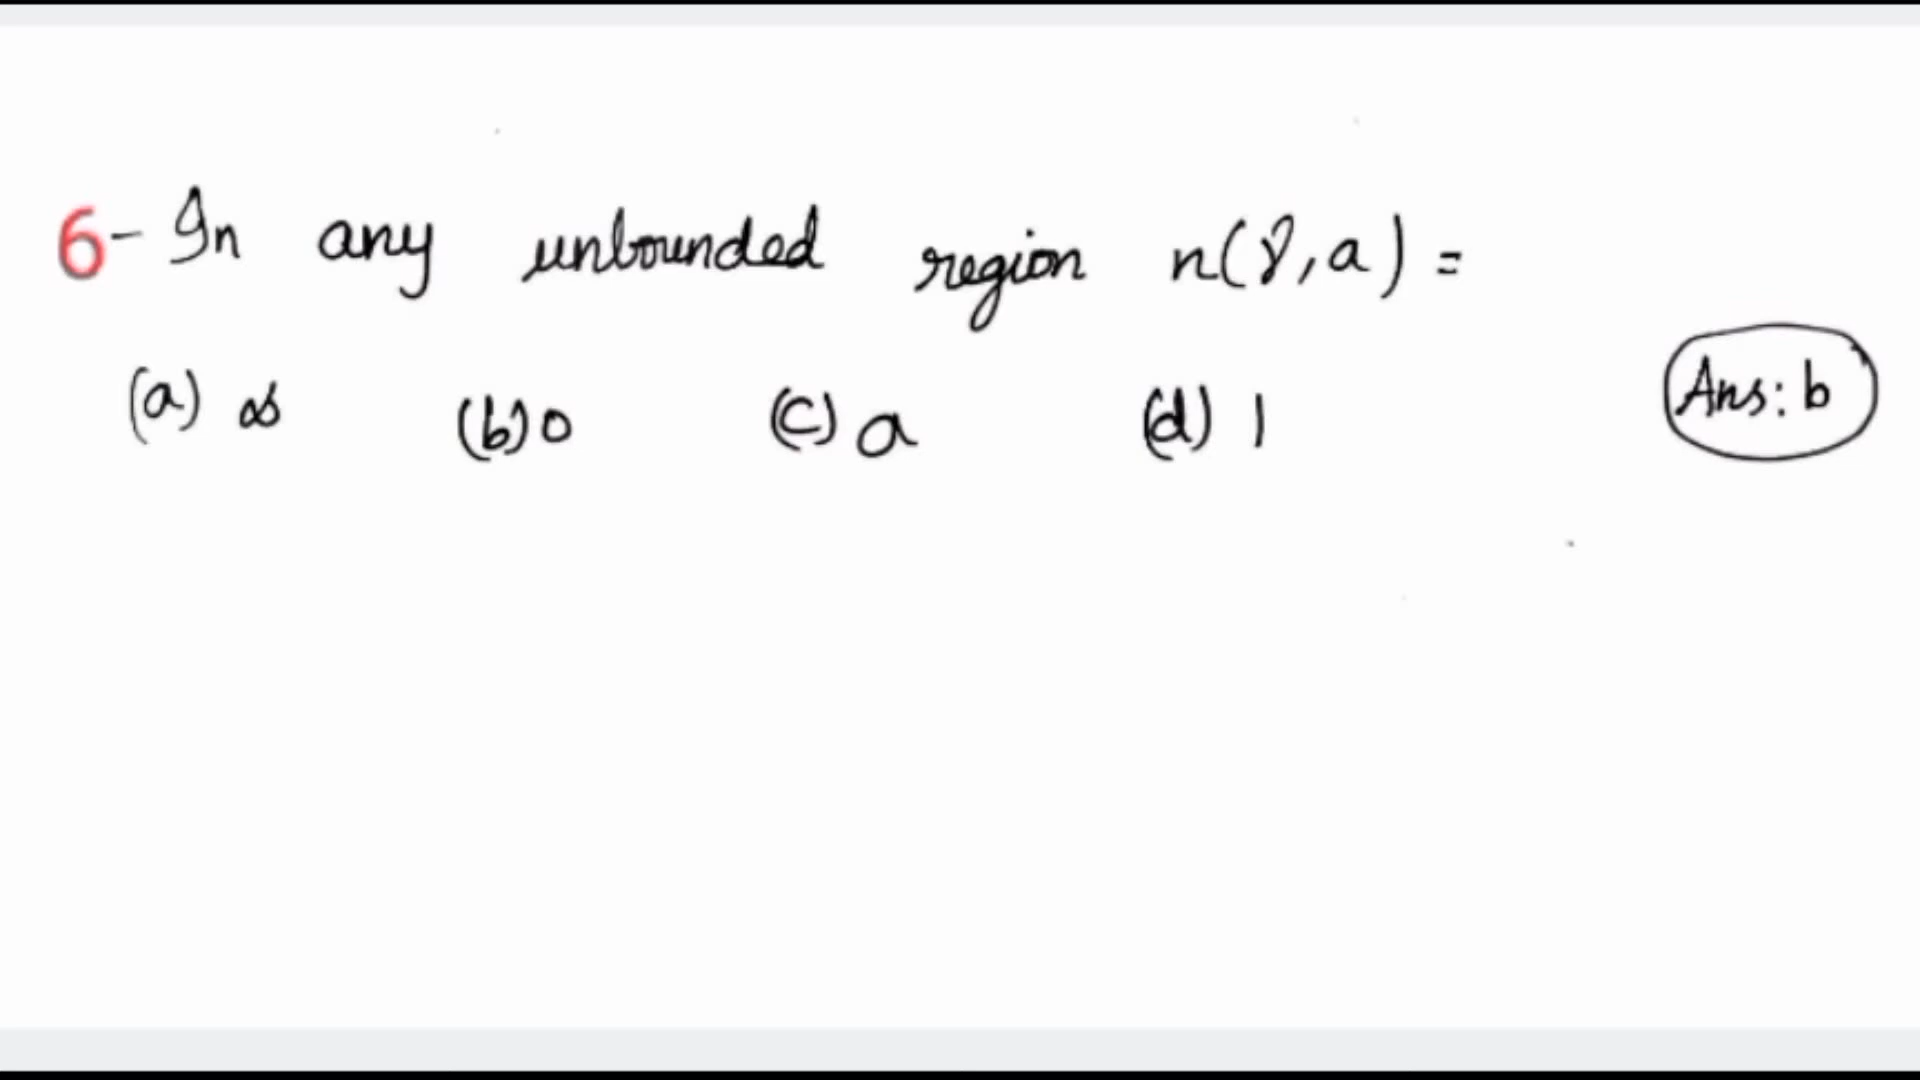 6- In any unbounded region n(γ, a) =
(a) ∞ (b) 0 (c) a (d) 1
Ans: b